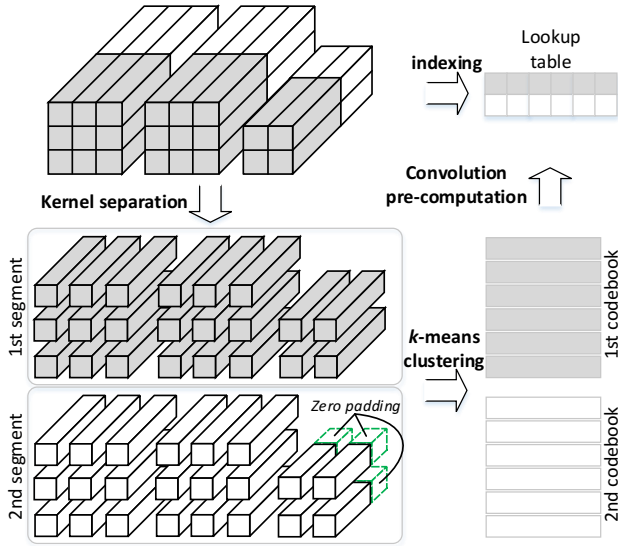 indexing
Lookup
table
Kernel separation
Convolution
pre-computation
1st segment
k-means
clustering
1st codebook
2nd segment
Zero padding
2nd codebook